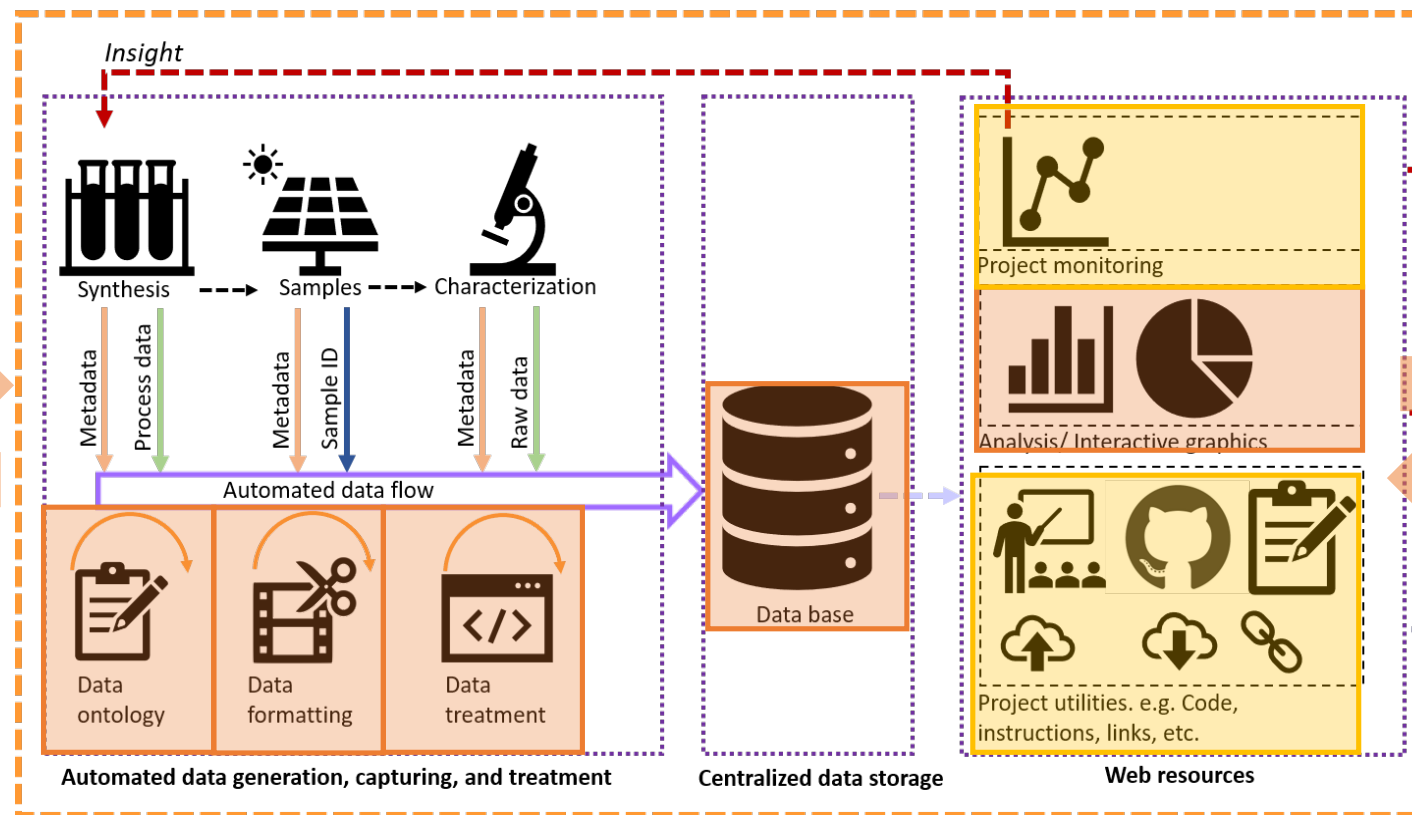 Insight
Synthesis
Samples
Characterization
Metadata
Process data
Metadata
Sample ID
Metadata
Raw data
Automated data flow
Data
ontology
Data
formatting
Data
treatment
Automated data generation, capturing, and treatment
Data base
Centralized data storage
Project monitoring
Analysis/ Interactive graphics
Project utilities. e.g. Code,
instructions, links, etc.
Web resources